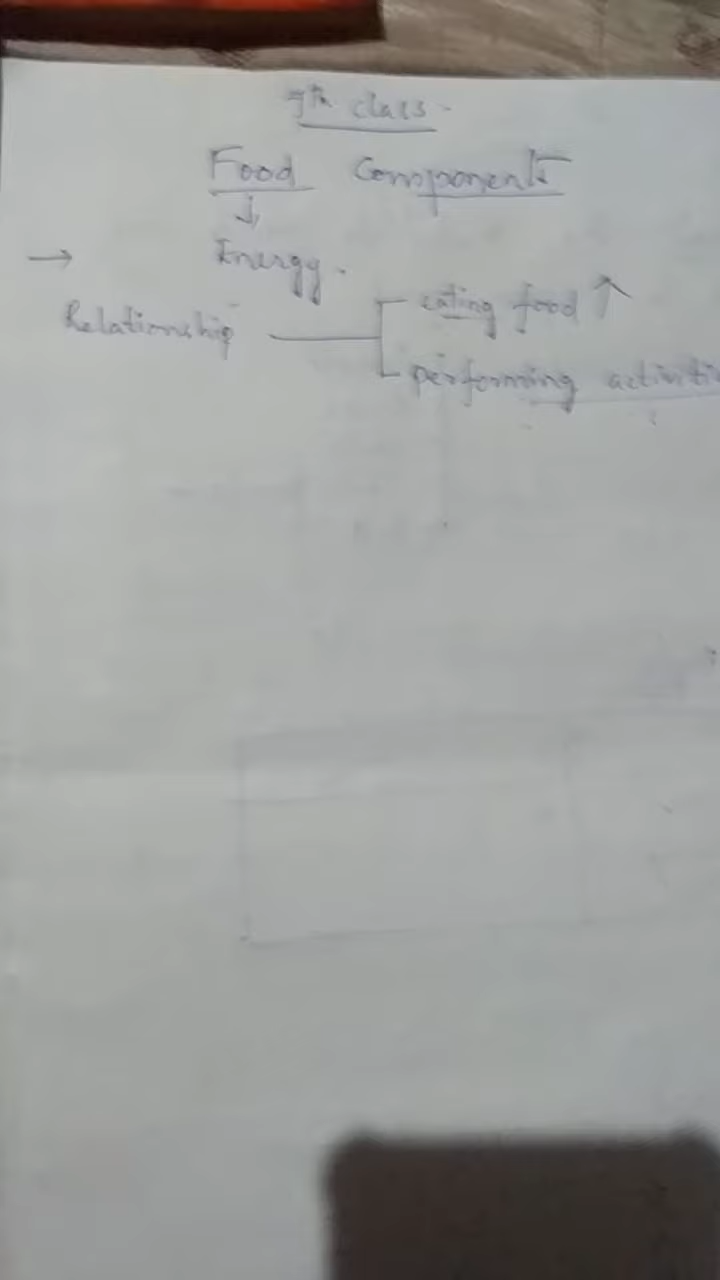 7th class
Food Components
↓
Energy.
→
Relationship
eating food ↑
performing